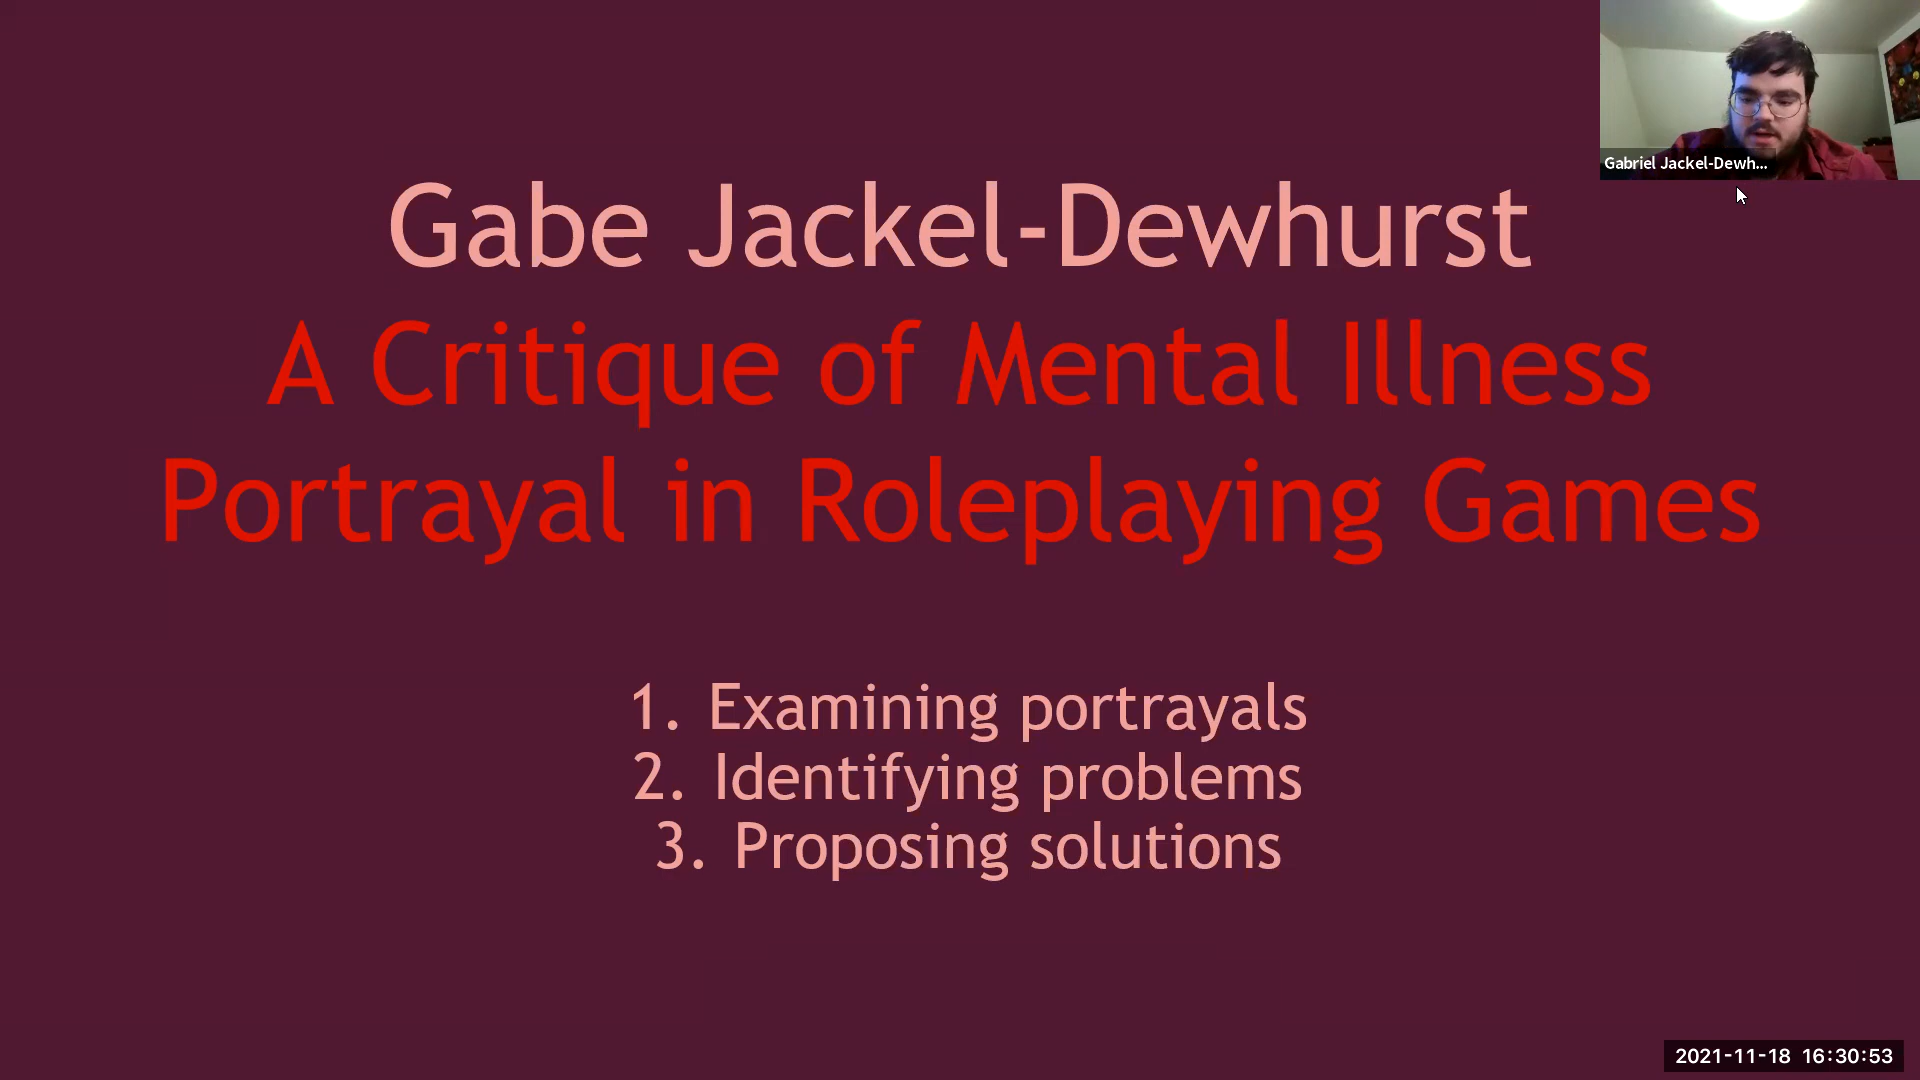 Gabriel Jackel-Dewh...
Gabe Jackel-Dewhurst
A Critique of Mental Illness
Portrayal in Roleplaying Games
1. Examining portrayals
2. Identifying problems
3. Proposing solutions
2021-11-18 16:30:53